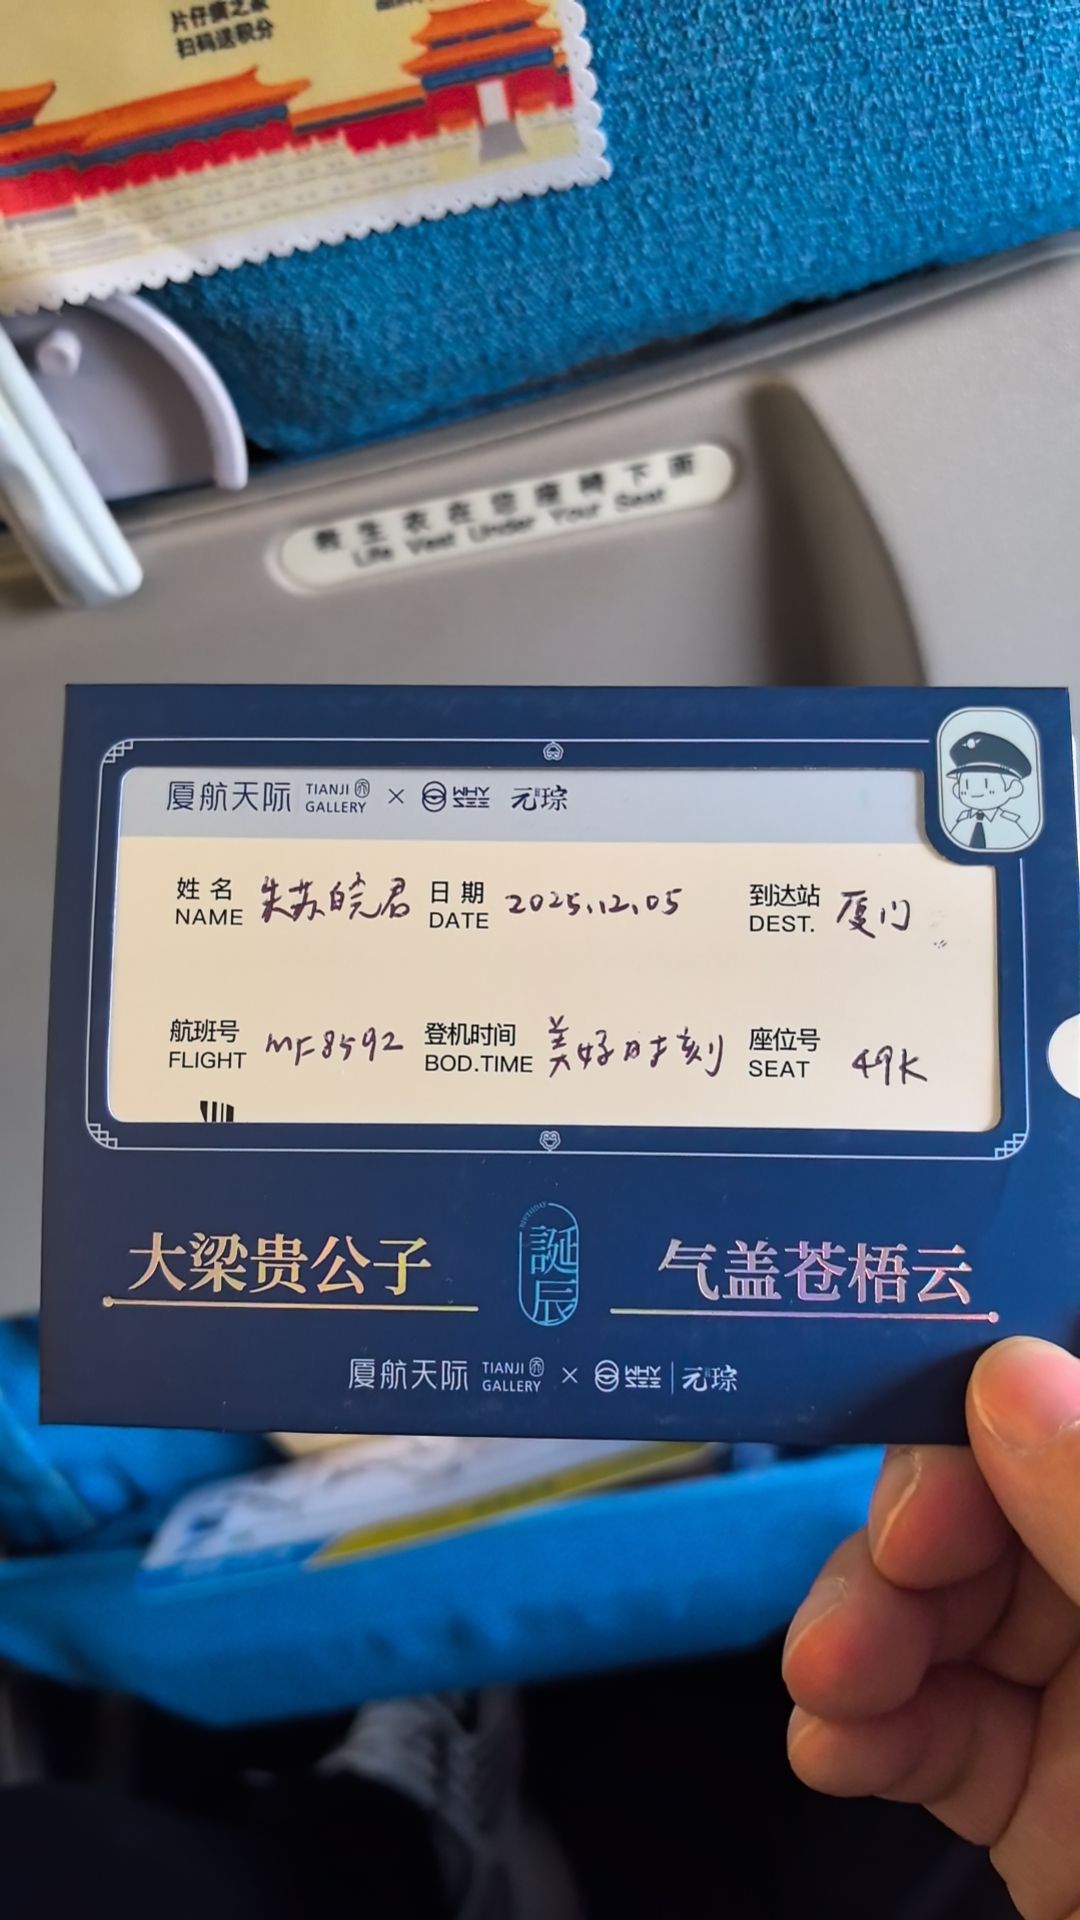 片仔癀之家
扫码送积分
救生衣在您座椅下面
Life Vest Under Your Seat
厦航天际 TIANJI GALLERY × WHY SEE 元琮
姓名 NAME 朱苏皖君 日期 DATE 2025.12.05 到达站 DEST. 厦门
航班号 FLIGHT MF8592 登机时间 BOD.TIME 美好时刻 座位号 SEAT 49K
大梁贵公子 BIRTHDAY 誕辰 气盖苍梧云
厦航天际 TIANJI GALLERY × WHY SEE 元琮